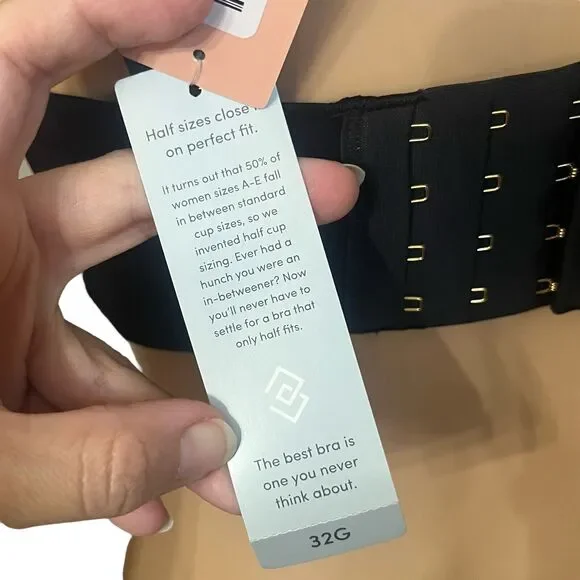 Half sizes close
on perfect fit.
It turns out that 50% of
women sizes A-E fall
in between standard
cup sizes, so we
invented half cup
sizing. Ever had a
hunch you were an
in-betweener? Now
you'll never have to
settle for a bra that
only half fits.
The best bra is
one you never
think about.
32G